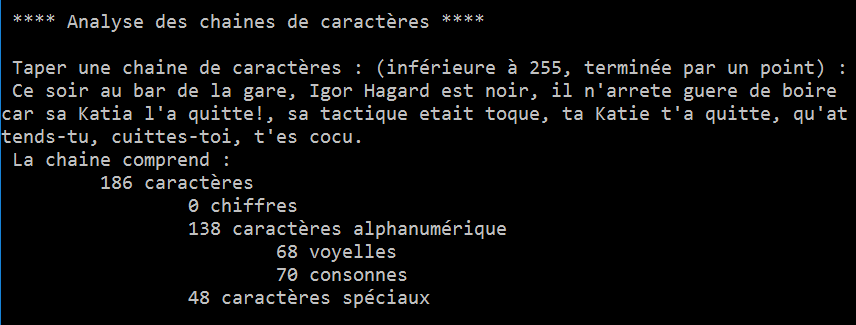 **** Analyse des chaines de caractères ****
Taper une chaine de caractères : (inférieure à 255, terminée par un point) :
Ce soir au bar de la gare, Igor Hagard est noir, il n'arrete guere de boire
car sa Katia l'a quitte!, sa tactique etait toque, ta Katie t'a quitte, qu'at
tends-tu, cuittes-toi, t'es cocu.
La chaine comprend :
186 caractères
0 chiffres
138 caractères alphanumérique
68 voyelles
70 consonnes
48 caractères spéciaux